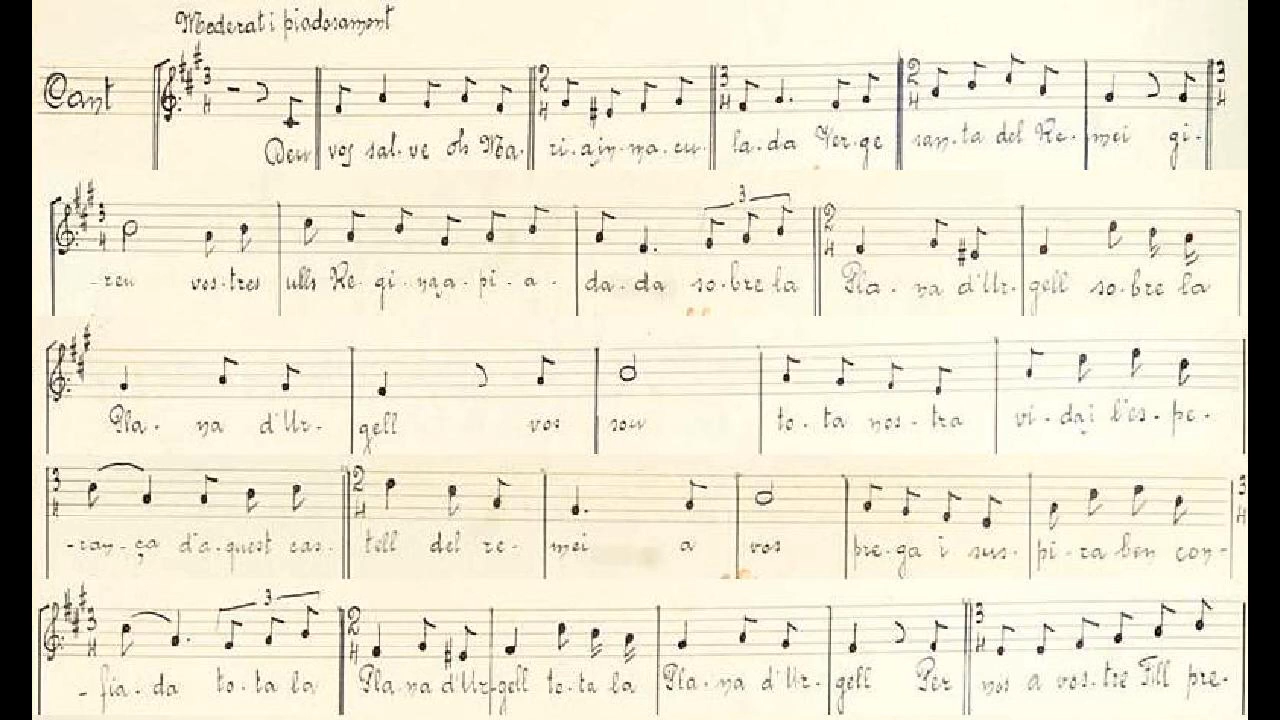 Moderat i piadosament
Cant
Deu vos sal-ve oh Ma-ri-a in-ma-cu-la-da Ver-ge san-ta del Re-mei gi-
-reu vos-tres ulls Re-gi-na a-pi-a-da-da so-bre la Pla-na d'Ur-gell so-bre la
Pla-na d'Ur-gell vos sou to-ta nos-tra vi-da i l'es-pe-
-ran-ça d'a-quest cas-tell del re-mei a vos pre-ga i sus-pi-ra ben con-
-fia-da to-ta la Pla-na d'Ur-gell to-ta la Pla-na d'Ur-gell Per nos a vos-tre Fill pre-